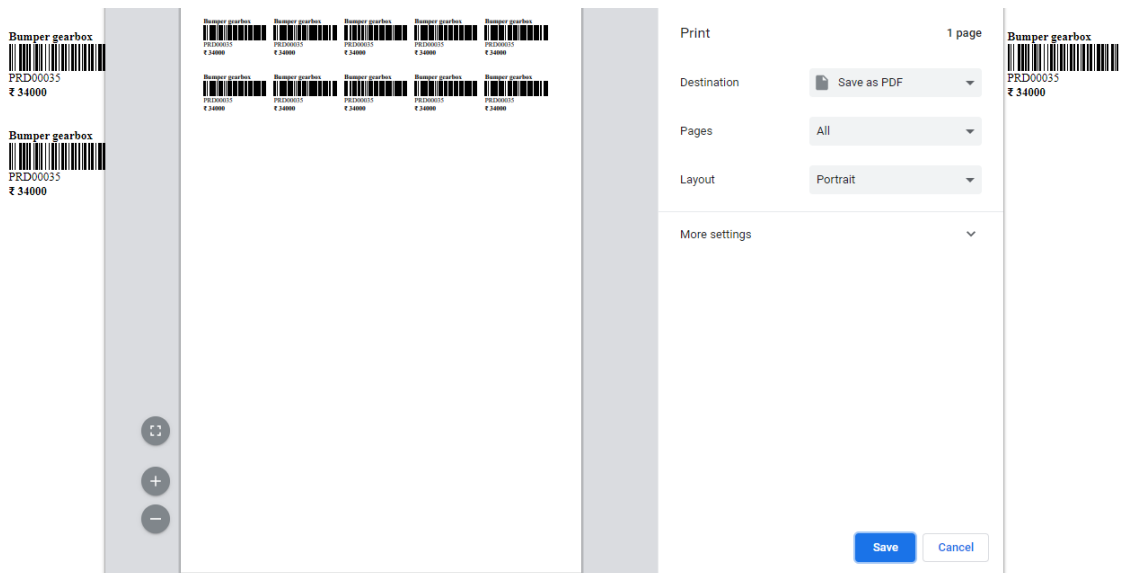 Bumper gearbox
PRD00035
₹ 34000
Bumper gearbox
PRD00035
₹ 34000
Bumper gearbox Bumper gearbox Bumper gearbox Bumper gearbox Bumper gearbox
PRD00035 PRD00035 PRD00035 PRD00035 PRD00035
₹ 34000 ₹ 34000 ₹ 34000 ₹ 34000 ₹ 34000
Bumper gearbox Bumper gearbox Bumper gearbox Bumper gearbox Bumper gearbox
PRD00035 PRD00035 PRD00035 PRD00035 PRD00035
₹ 34000 ₹ 34000 ₹ 34000 ₹ 34000 ₹ 34000
Print 1 page
Destination Save as PDF
Pages All
Layout Portrait
More settings
Save Cancel
Bumper gearbox
PRD00035
₹ 34000